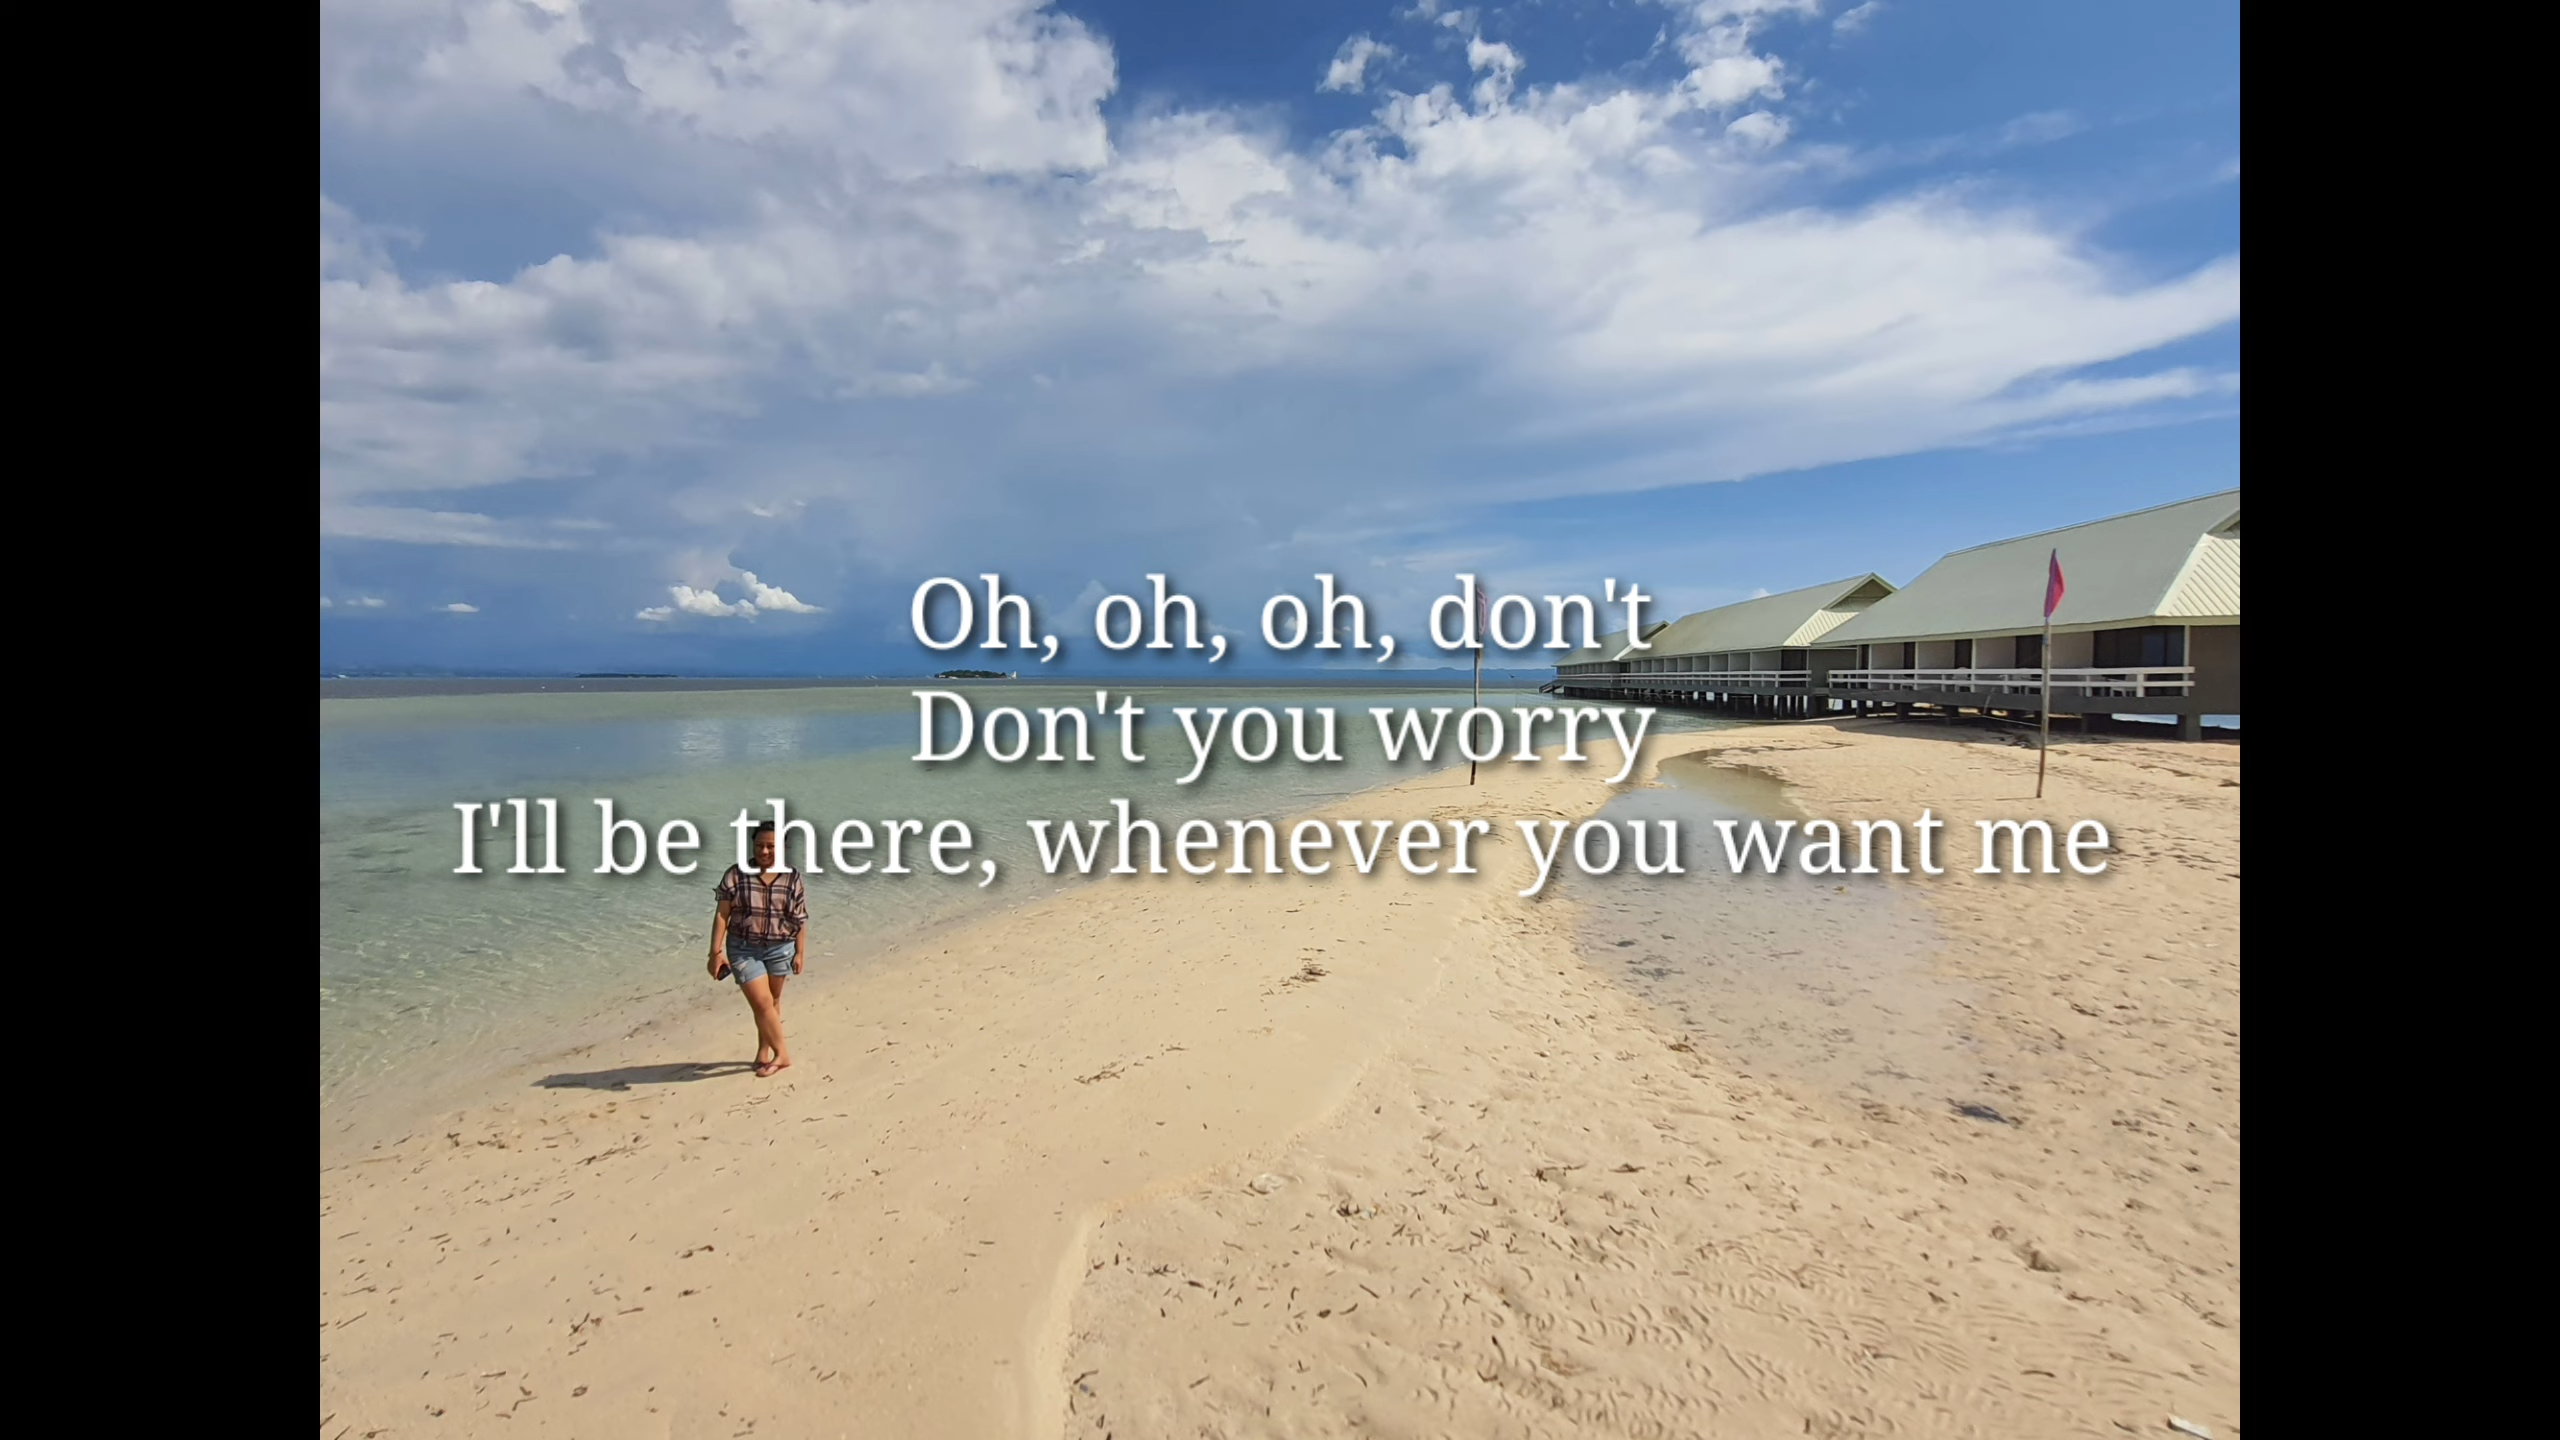 Oh, oh, oh, don't
Don't you worry
I'll be there, whenever you want me